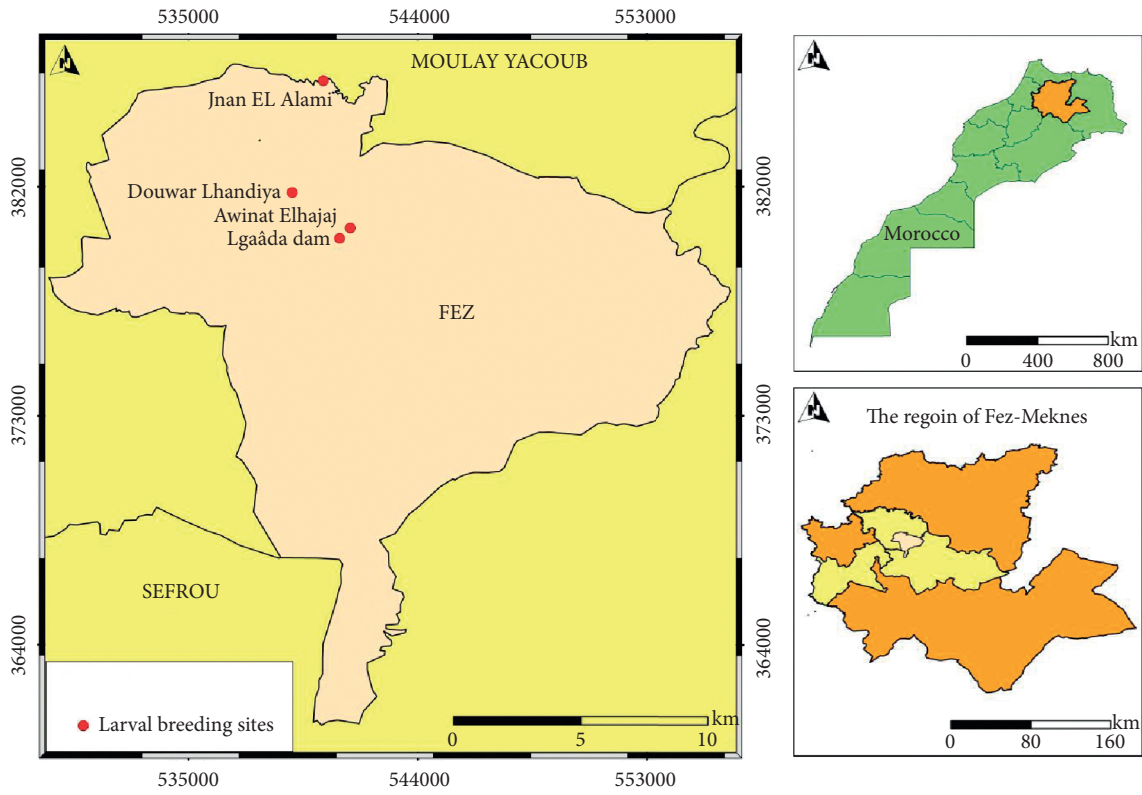 535000
544000
553000
N
MOULAY YACOUB
Jnan EL Alami
382000
382000
Douwar Lhandiya
Awinat Elhajaj
Lgaâda dam
FEZ
373000
373000
SEFROU
364000
364000
Larval breeding sites
km
0
5
10
535000
544000
553000
N
Morocco
km
0
400
800
N
The regoin of Fez-Meknes
km
0
80
160